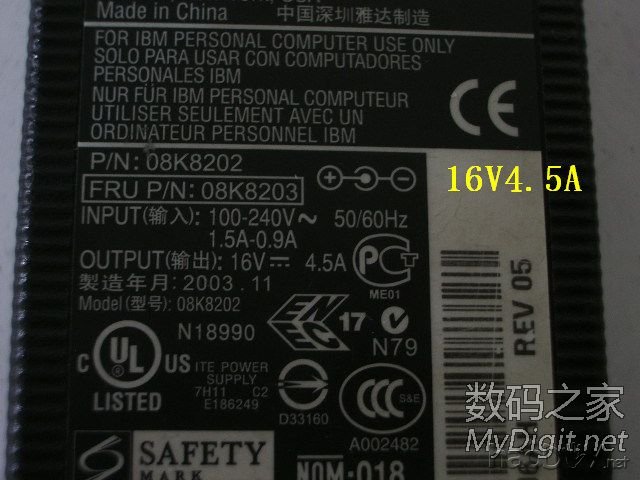 Made in China 中国深圳雅达制造
FOR IBM PERSONAL COMPUTER USE ONLY
SOLO PARA USAR CON COMPUTADORES
PERSONALES IBM
NUR FÜR IBM PERSONAL COMPUTEUR
UTILISER SEULEMENT AVEC UN
ORDINATEUR PERSONNEL IBM
CE
P/N: 08K8202
FRU P/N: 08K8203
16V4.5A
INPUT(输入): 100-240V~ 50/60Hz
1.5A-0.9A
OUTPUT(输出): 16V 4.5A
製造年月: 2003.11
ME01
Model(型号): 08K8202
REV 05
N18990
17
N79
C UL US
LISTED
ITE POWER
SUPPLY
7H11 C2
E186249
D33160
CCC
S&E
A002482
SAFETY
MARK
NOM-018
数码之家
MyDigit.net